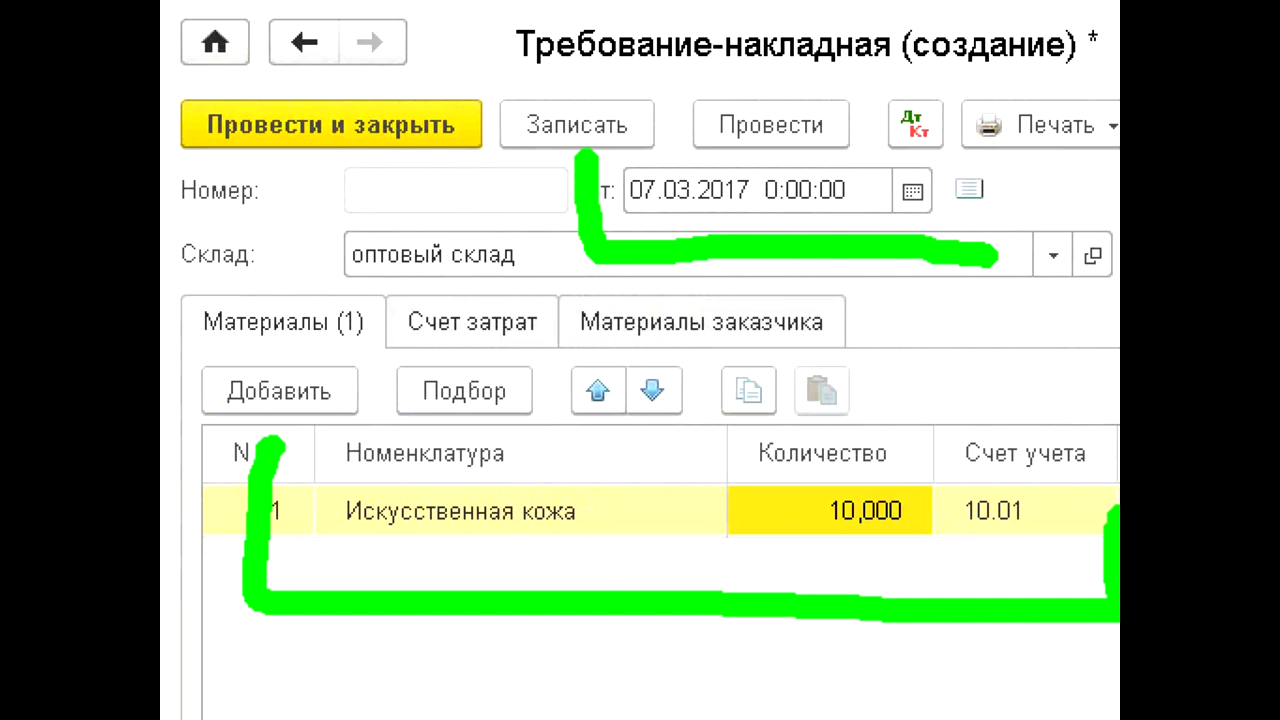 Требование-накладная (создание) *
Провести и закрыть Записать Провести Дт Кт Печать
Номер: т: 07.03.2017 0:00:00
Склад: оптовый склад
Материалы (1) Счет затрат Материалы заказчика
Добавить Подбор
N Номенклатура Количество Счет учета
1 Искусственная кожа 10,000 10.01